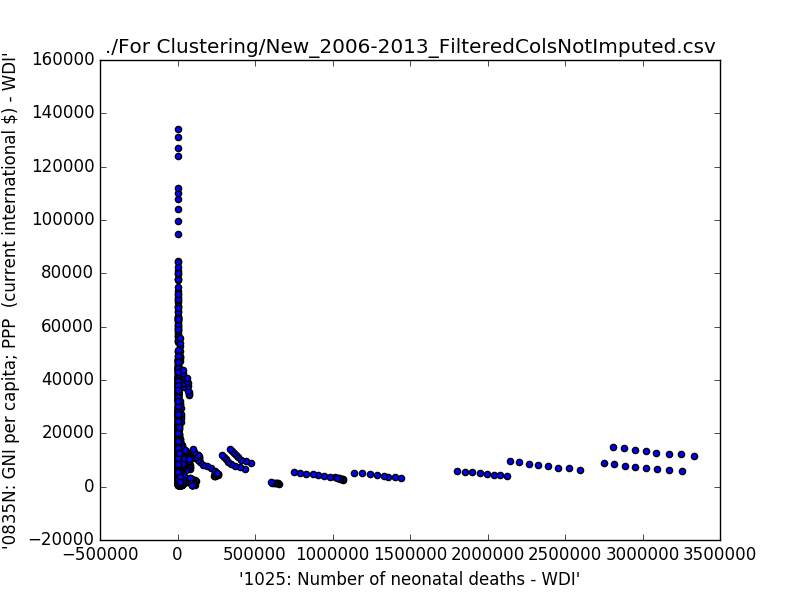 ./For Clustering/New_2006-2013_FilteredColsNotImputed.csv
160000
140000
120000
100000
80000
60000
40000
20000
0
−20000
'0835N: GNI per capita; PPP  (current international $) - WDI'
−500000 0 500000 1000000 1500000 2000000 2500000 3000000 3500000
'1025: Number of neonatal deaths - WDI'